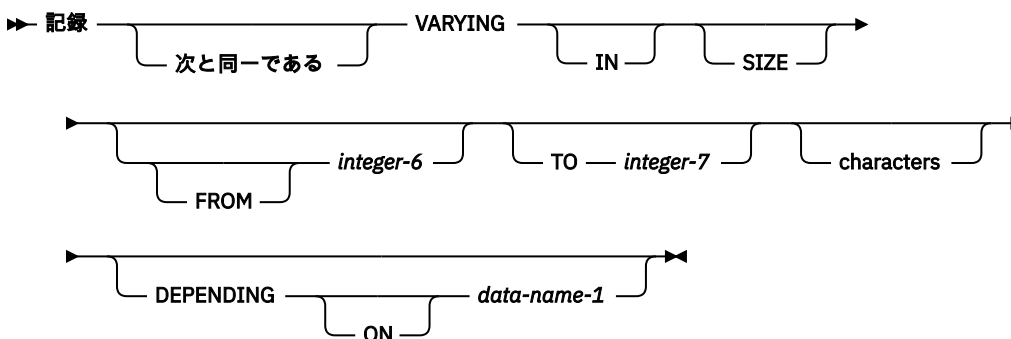 記録 VARYING
次と同一である IN SIZE
integer-6 TO integer-7 characters
FROM
DEPENDING data-name-1
ON